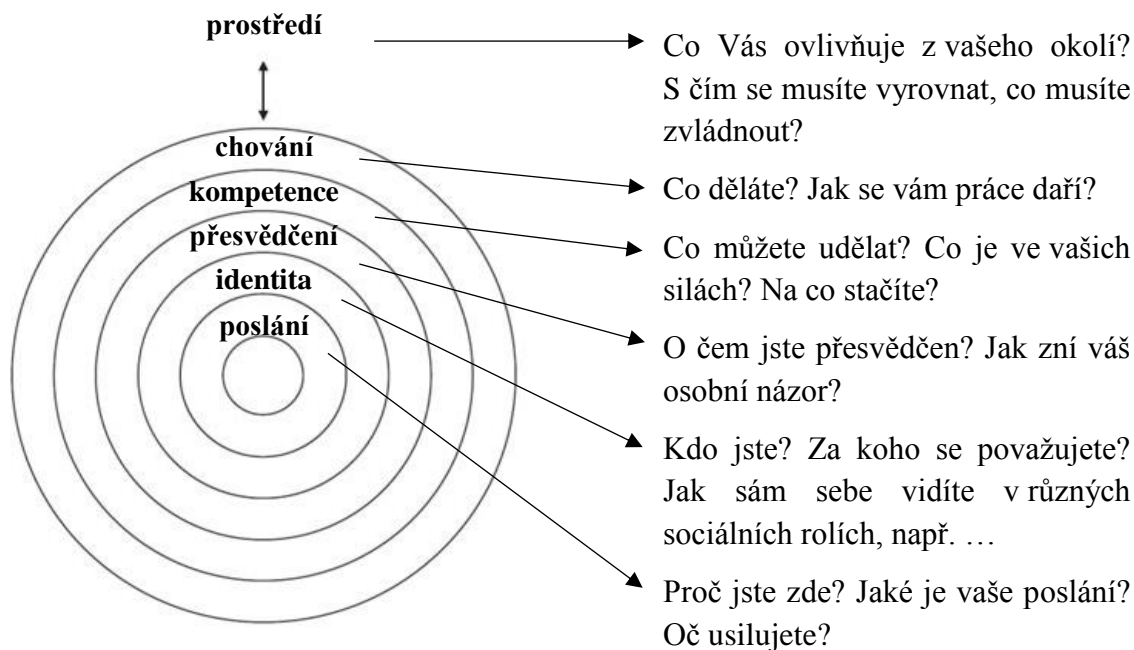 prostředí
Co Vás ovlivňuje z vašeho okolí?
S čím se musíte vyrovnat, co musíte
zvládnout?
chování
Co děláte? Jak se vám práce daří?
kompetence
Co můžete udělat? Co je ve vašich
silách? Na co stačíte?
přesvědčení
O čem jste přesvědčen? Jak zní váš
osobní názor?
identita
Kdo jste? Za koho se považujete?
Jak sám sebe vidíte v různých
sociálních rolích, např. …
poslání
Proč jste zde? Jaké je vaše poslání?
Oč usilujete?